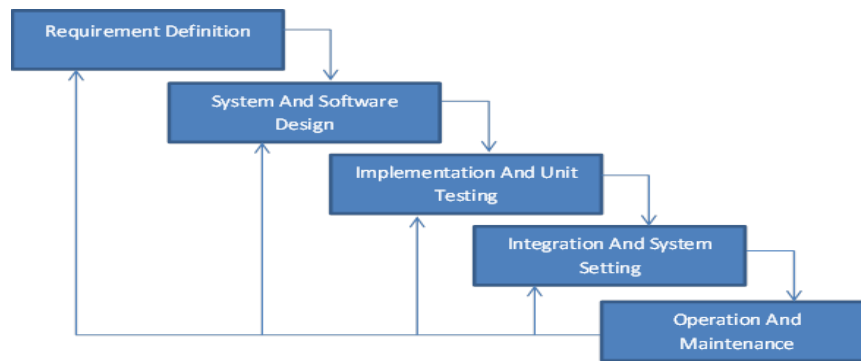 Requirement Definition
System And Software
Design
Implementation And Unit
Testing
Integration And System
Setting
Operation And
Maintenance